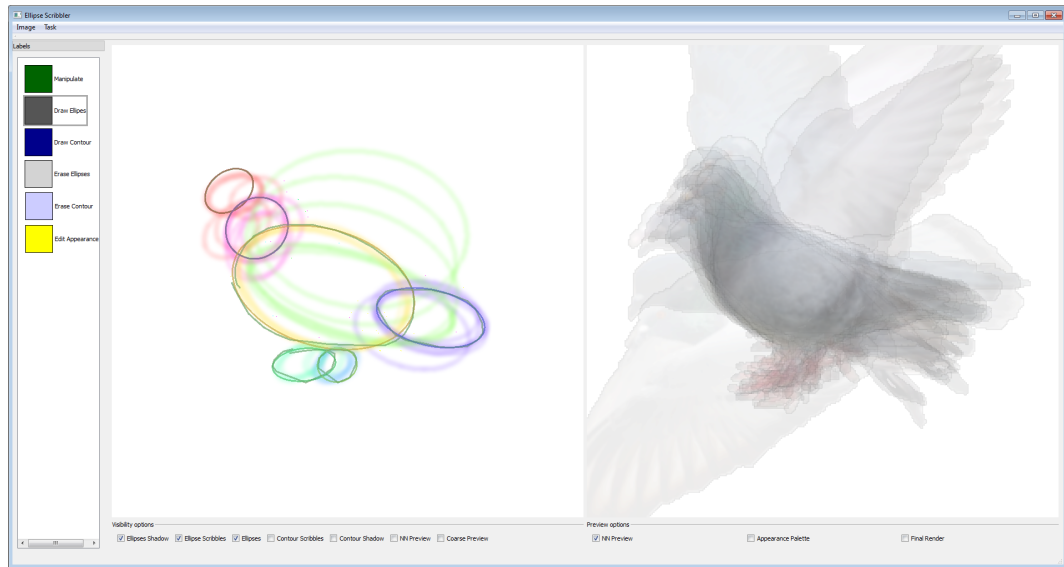 Ellipse Scribbler
Image Task
Labels
Manipulate
Draw Ellipes
Draw Contour
Erase Ellipses
Erase Contour
Edit Appearance
Visibility options
Ellipses Shadow Ellipse Scribbles Ellipses Contour Scribbles Contour Shadow NN Preview Coarse Preview
Preview options
NN Preview Appearance Palette Final Render